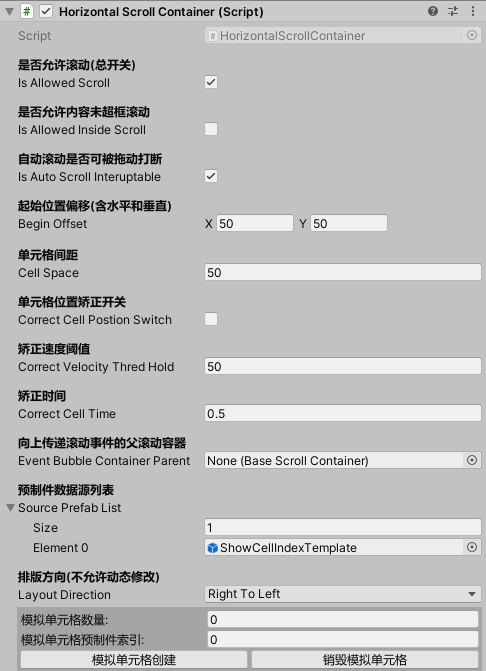 Horizontal Scroll Container (Script)
Script HorizontalScrollContainer
是否允许滚动(总开关)
Is Allowed Scroll
是否允许内容未超框滚动
Is Allowed Inside Scroll
自动滚动是否可被拖动打断
Is Auto Scroll Interuptable
起始位置偏移(含水平和垂直)
Begin Offset X 50 Y 50
单元格间距
Cell Space 50
单元格位置矫正开关
Correct Cell Postion Switch
矫正速度阈值
Correct Velocity Thred Hold 50
矫正时间
Correct Cell Time 0.5
向上传递滚动事件的父滚动容器
Event Bubble Container Parent None (Base Scroll Container)
预制件数据源列表
Source Prefab List
Size 1
Element 0 ShowCellIndexTemplate
排版方向(不允许动态修改)
Layout Direction Right To Left
模拟单元格数量: 0
模拟单元格预制件索引: 0
模拟单元格创建 销毁模拟单元格